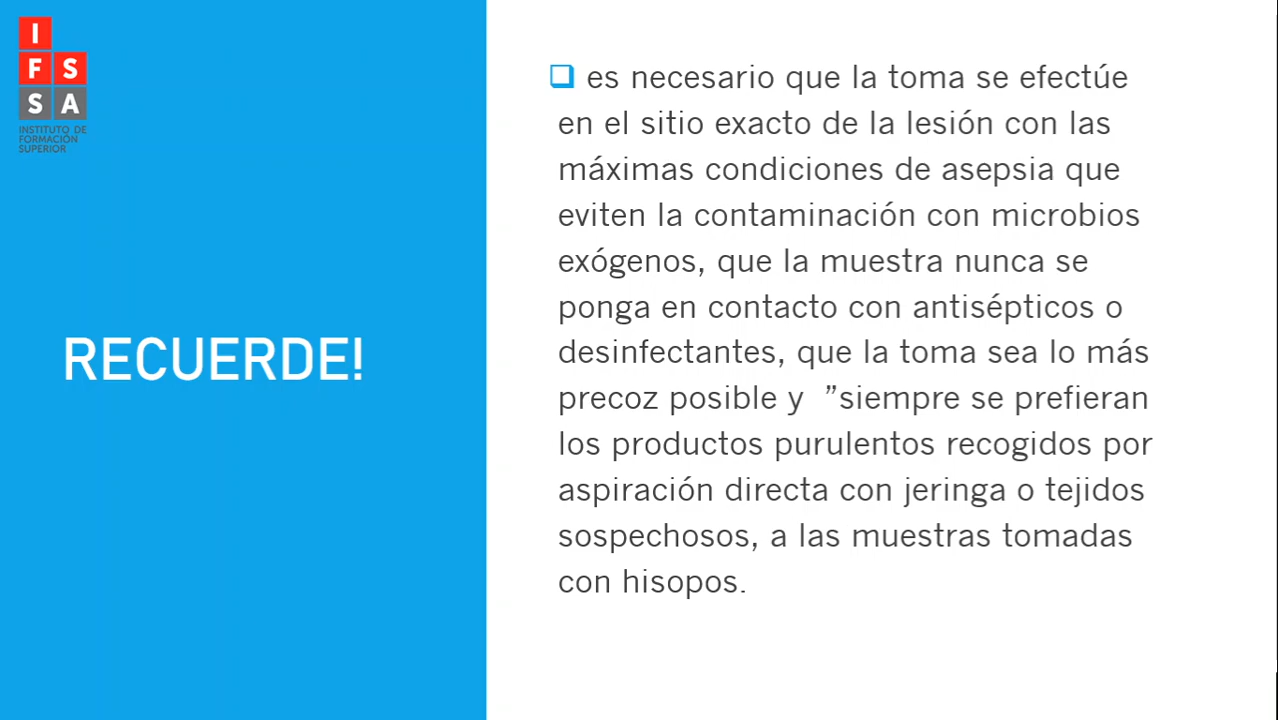 I
F S
S A
INSTITUTO DE
FORMACIÓN
SUPERIOR
RECUERDE!
es necesario que la toma se efectúe
en el sitio exacto de la lesión con las
máximas condiciones de asepsia que
eviten la contaminación con microbios
exógenos, que la muestra nunca se
ponga en contacto con antisépticos o
desinfectantes, que la toma sea lo más
precoz posible y ”siempre se prefieran
los productos purulentos recogidos por
aspiración directa con jeringa o tejidos
sospechosos, a las muestras tomadas
con hisopos.